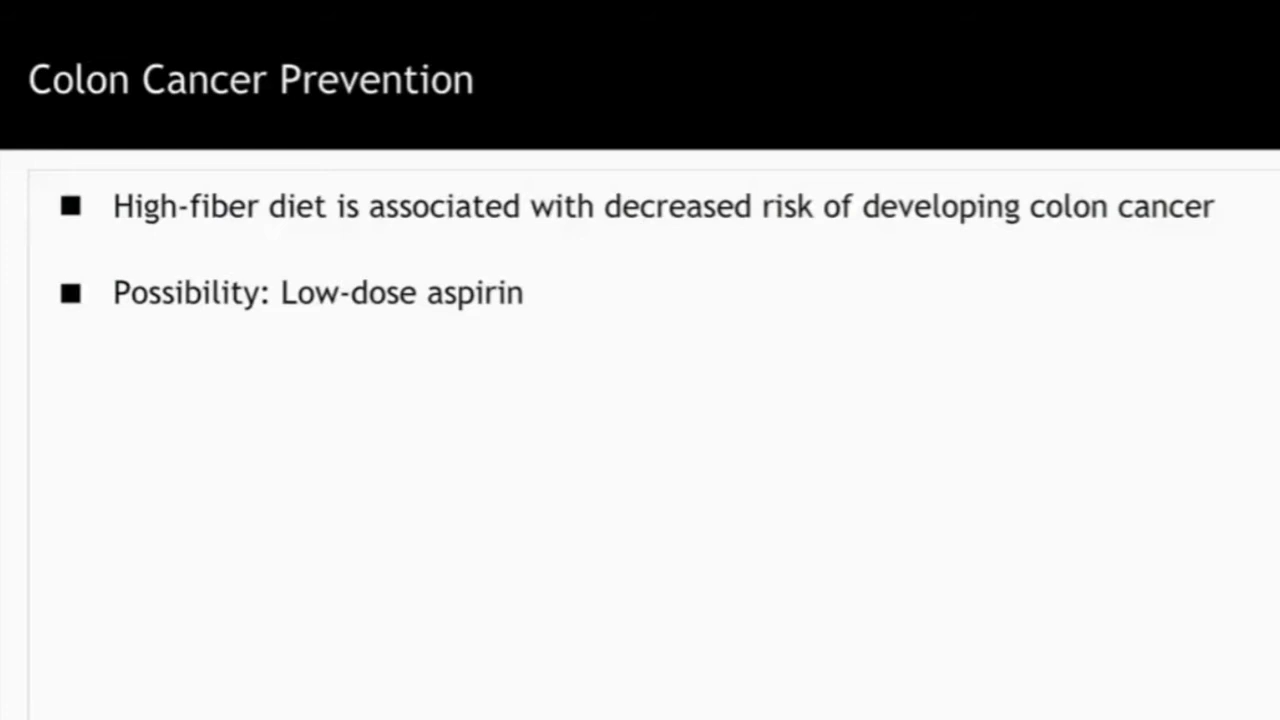 Colon Cancer Prevention
■ High-fiber diet is associated with decreased risk of developing colon cancer
■ Possibility: Low-dose aspirin